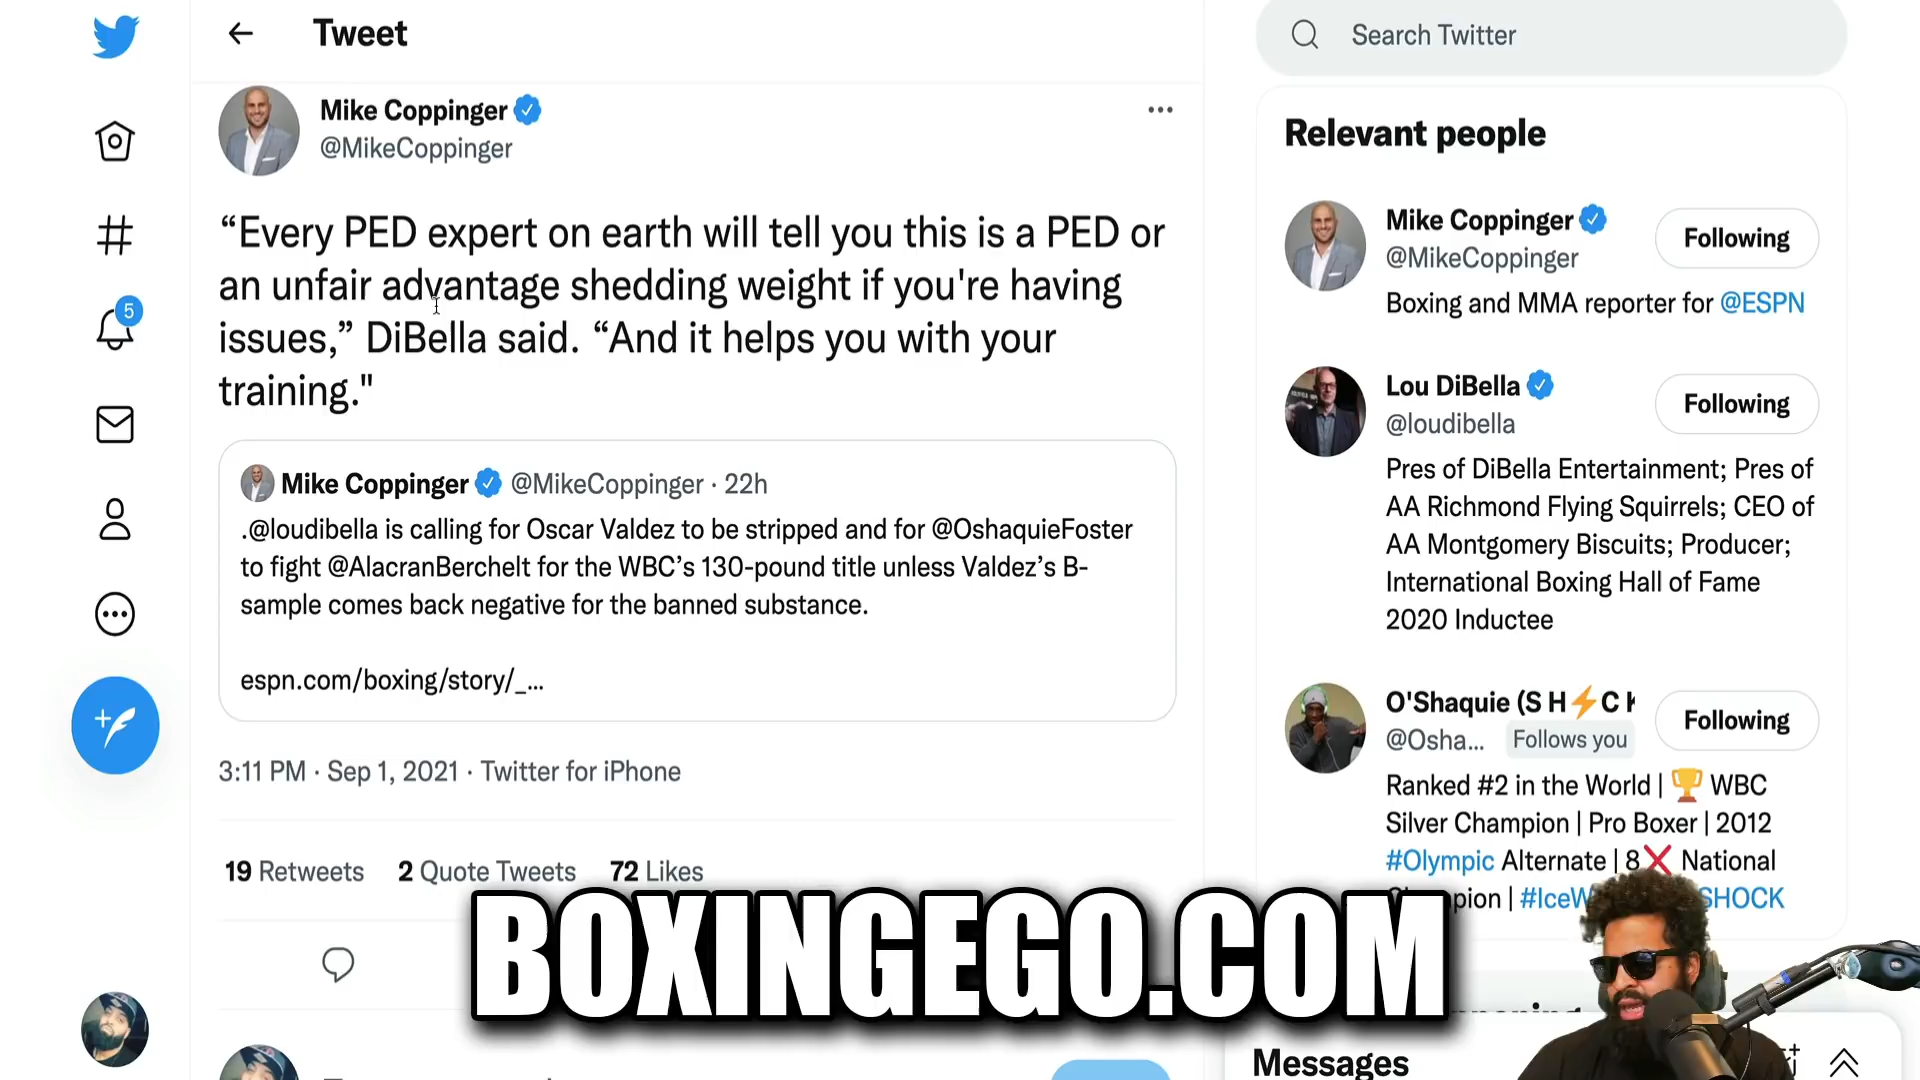 Tweet
Search Twitter
Mike Coppinger
@MikeCoppinger
“Every PED expert on earth will tell you this is a PED or
an unfair advantage shedding weight if you're having
issues,” DiBella said. “And it helps you with your
training."
Mike Coppinger @MikeCoppinger · 22h
.@loudibella is calling for Oscar Valdez to be stripped and for @OshaquieFoster
to fight @AlacranBerchelt for the WBC’s 130-pound title unless Valdez’s B-
sample comes back negative for the banned substance.
espn.com/boxing/story/_...
3:11 PM · Sep 1, 2021 · Twitter for iPhone
19 Retweets 2 Quote Tweets 72 Likes
5
Relevant people
Mike Coppinger
@MikeCoppinger
Following
Boxing and MMA reporter for @ESPN
Lou DiBella
@loudibella
Following
Pres of DiBella Entertainment; Pres of
AA Richmond Flying Squirrels; CEO of
AA Montgomery Biscuits; Producer;
International Boxing Hall of Fame
2020 Inductee
O'Shaquie (S H⚡C K
@Osha... Follows you
Following
Ranked #2 in the World | 🏆 WBC
Silver Champion | Pro Boxer | 2012
#Olympic Alternate | 8❌ National
pion | #IceW SHOCK
BOXINGEGO.COM
Messages